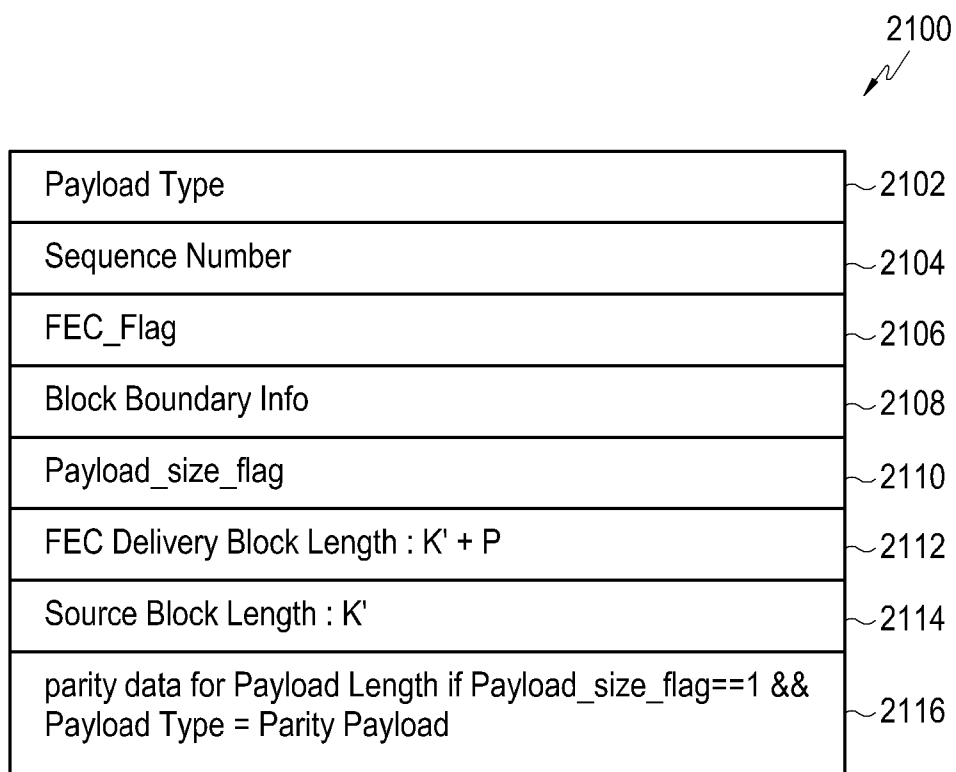 2100
Payload Type 2102
Sequence Number 2104
FEC_Flag 2106
Block Boundary Info 2108
Payload_size_flag 2110
FEC Delivery Block Length : K' + P 2112
Source Block Length : K' 2114
parity data for Payload Length if Payload_size_flag==1 &&
Payload Type = Parity Payload 2116